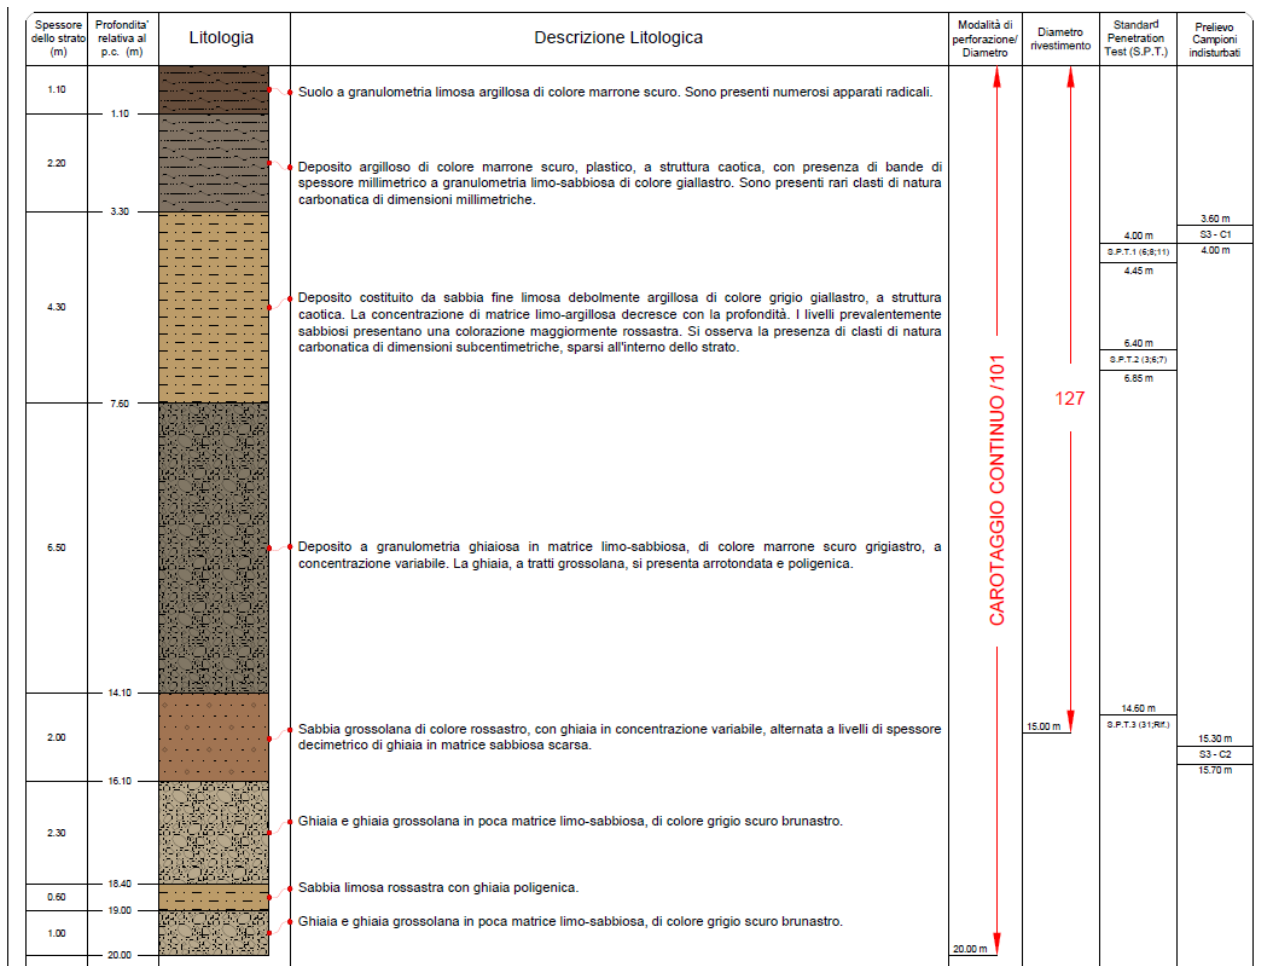 Spessore
dello strato
(m)
Profondita'
relativa al
p.c. (m)
Litologia
Descrizione Litologica
Modalità di
perforazione/
Diametro
Diametro
rivestimento
Standard
Penetration
Test (S.P.T.)
Prelievo
Campioni
indisturbati
1.10
Suolo a granulometria limosa argillosa di colore marrone scuro. Sono presenti numerosi apparati radicali.
1.10
2.20
Deposito argilloso di colore marrone scuro, plastico, a struttura caotica, con presenza di bande di
spessore millimetrico a granulometria limo-sabbiosa di colore giallastro. Sono presenti rari clasti di natura
carbonatica di dimensioni millimetriche.
3.30
3.60 m
S3 - C1
4.00 m
4.00 m
S.P.T.1 (6;8;11)
4.45 m
4.30
Deposito costituito da sabbia fine limosa debolmente argillosa di colore grigio giallastro, a struttura
caotica. La concentrazione di matrice limo-argillosa decresce con la profondità. I livelli prevalentemente
sabbiosi presentano una colorazione maggiormente rossastra. Si osserva la presenza di clasti di natura
carbonatica di dimensioni subcentimetriche, sparsi all'interno dello strato.
6.40 m
S.P.T.2 (3;6;7)
6.85 m
7.60
CAROTAGGIO CONTINUO /101
127
6.50
Deposito a granulometria ghiaiosa in matrice limo-sabbiosa, di colore marrone scuro grigiastro, a
concentrazione variabile. La ghiaia, a tratti grossolana, si presenta arrotondata e poligenica.
14.10
14.60 m
S.P.T.3 (31;Rif.)
2.00
Sabbia grossolana di colore rossastro, con ghiaia in concentrazione variabile, alternata a livelli di spessore
decimetrico di ghiaia in matrice sabbiosa scarsa.
15.00 m
15.30 m
S3 - C2
15.70 m
16.10
2.30
Ghiaia e ghiaia grossolana in poca matrice limo-sabbiosa, di colore grigio scuro brunastro.
18.40
0.60
Sabbia limosa rossastra con ghiaia poligenica.
19.00
1.00
Ghiaia e ghiaia grossolana in poca matrice limo-sabbiosa, di colore grigio scuro brunastro.
20.00
20.00 m